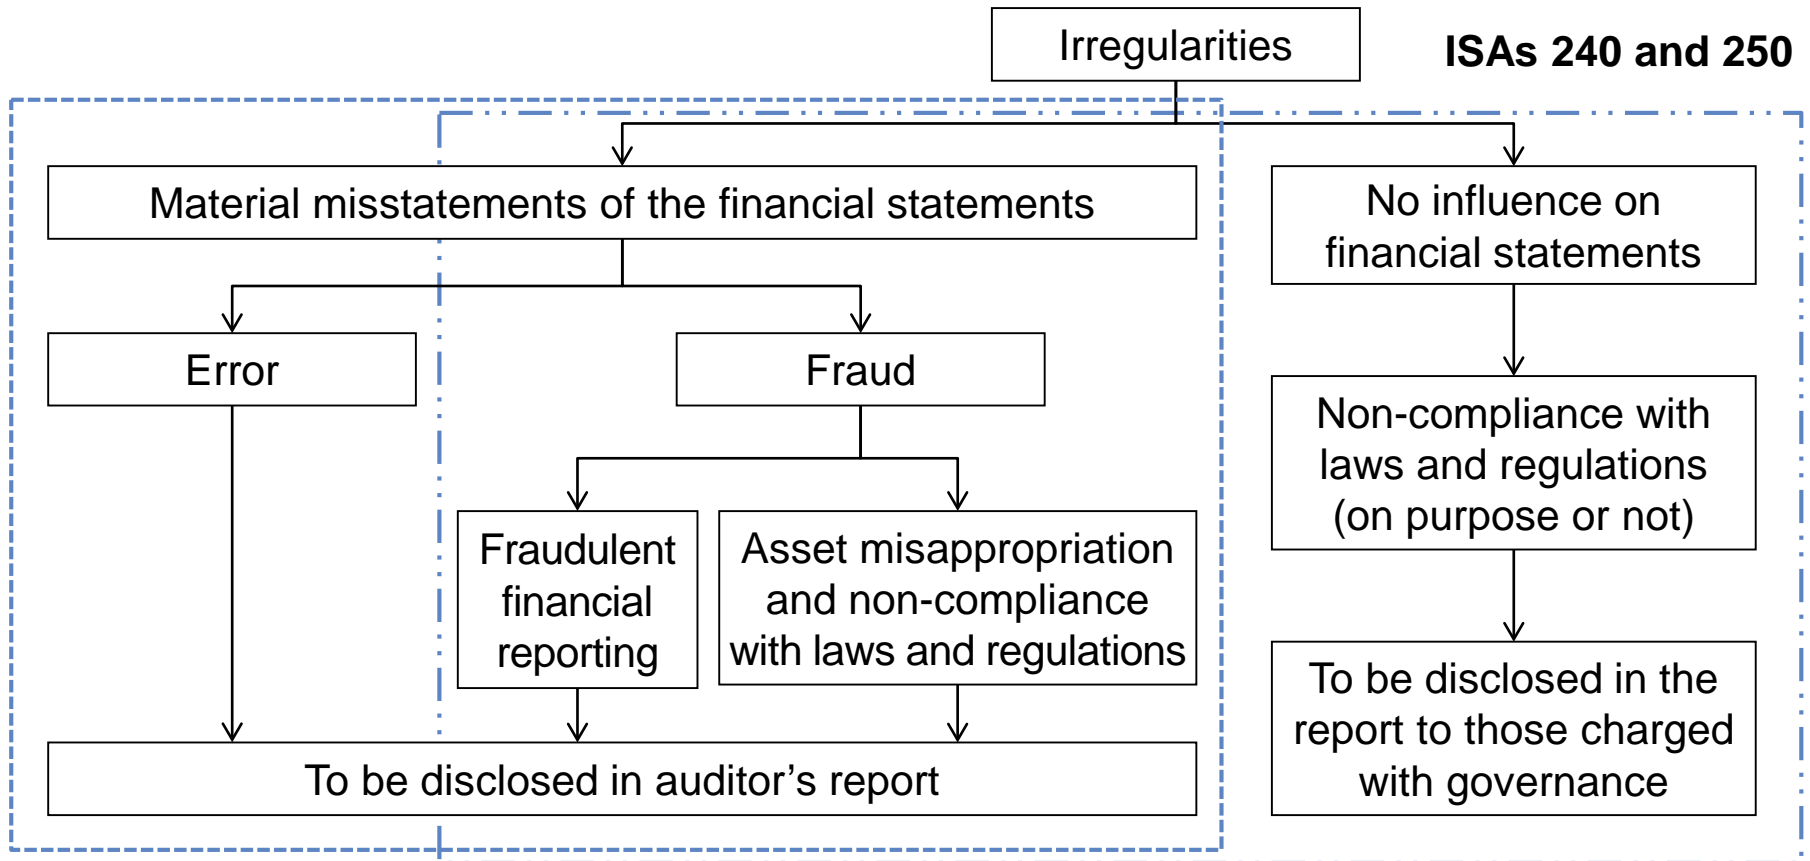 Irregularities
ISAs 240 and 250
Material misstatements of the financial statements
No influence on
financial statements
Error
Fraud
Non-compliance with
laws and regulations
(on purpose or not)
Fraudulent
financial
reporting
Asset misappropriation
and non-compliance
with laws and regulations
To be disclosed in auditor’s report
To be disclosed in the
report to those charged
with governance